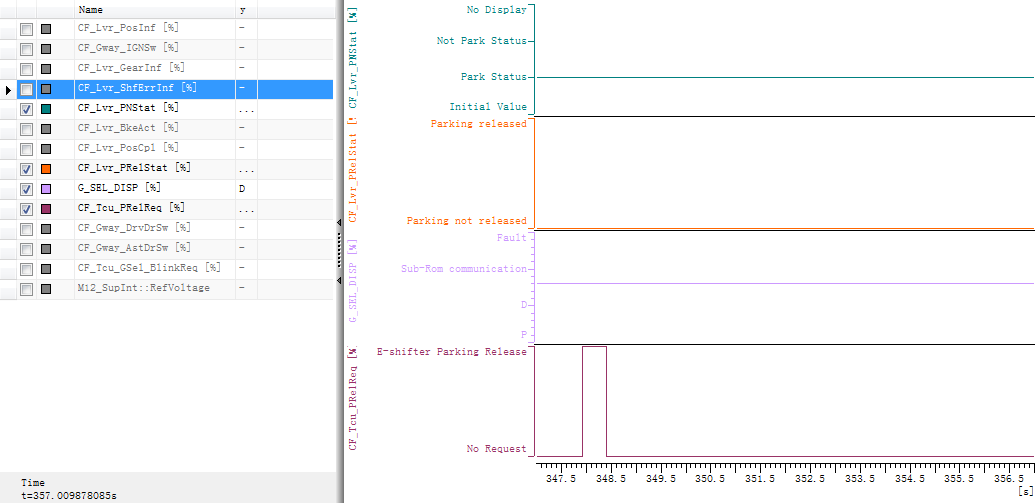 Name y
CF_Lvr_PosInf [%] -
CF_Gway_IGNSw [%] -
CF_Lvr_GearInf [%] -
CF_Lvr_ShfErrInf [%] -
CF_Lvr_PNStat [%] ...
CF_Lvr_BkeAct [%] -
CF_Lvr_PosCpl [%] -
CF_Lvr_PRelStat [%] ...
G_SEL_DISP [%] D
CF_Tcu_PRelReq [%] ...
CF_Gway_DrvDrSw [%] -
CF_Gway_AstDrSw [%] -
CF_Tcu_GSel_BlinkReq [%] -
M12_SupInt::RefVoltage -
Time
t=357.009878085s
CF_Lvr_PNStat [%]
No Display
Not Park Status
Park Status
Initial Value
CF_Lvr_PRelStat [%
Parking released
Parking not released
G_SEL_DISP [%]
Fault
Sub-Rom communication
D
P
CF_Tcu_PRelReq [%
E-shifter Parking Release
No Request
347.5 348.5 349.5 350.5 351.5 352.5 353.5 354.5 355.5 356.5
[s]